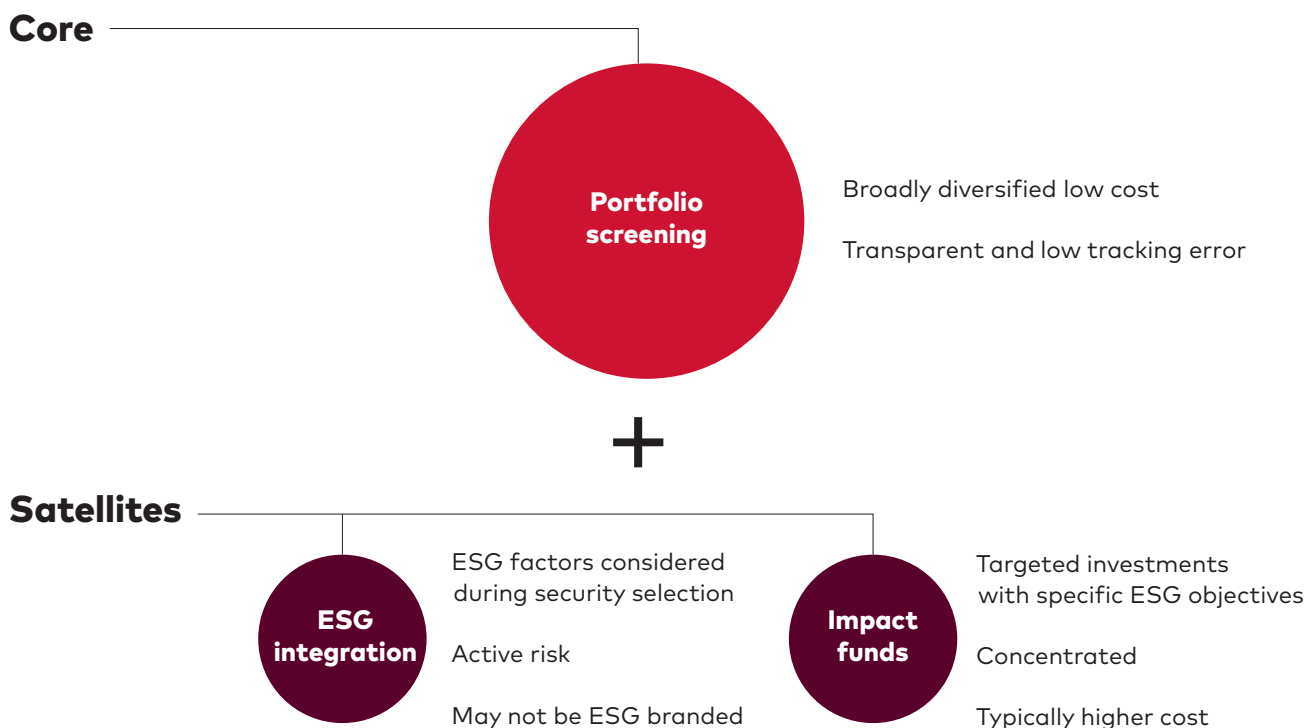 Core
Portfolio
screening
Broadly diversified low cost
Transparent and low tracking error
+
Satellites
ESG
integration
ESG factors considered
during security selection
Active risk
May not be ESG branded
Impact
funds
Targeted investments
with specific ESG objectives
Concentrated
Typically higher cost